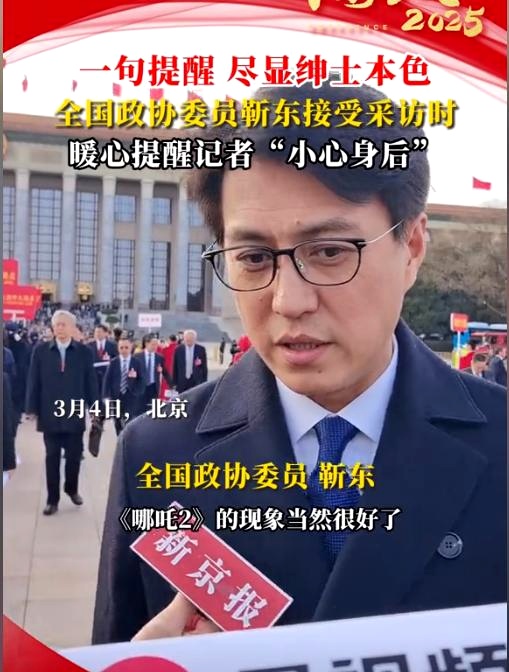 2025
一句提醒 尽显绅士本色
全国政协委员靳东接受采访时
暖心提醒记者“小心身后”
3月4日，北京
全国政协委员 靳东
《哪吒2》的现象当然很好了
新京报